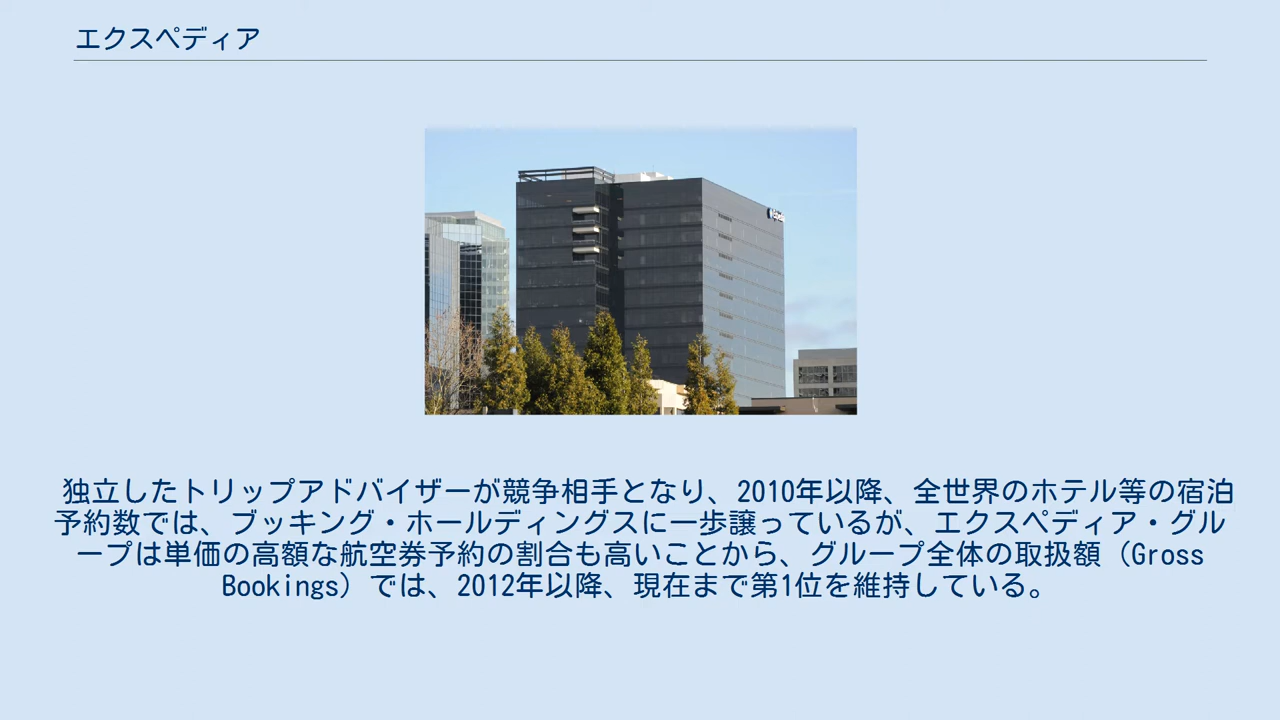 エクスペディア
独立したトリップアドバイザーが競争相手となり、2010年以降、全世界のホテル等の宿泊
予約数では、ブッキング・ホールディングスに一歩譲っているが、エクスペディア・グル
ープは単価の高額な航空券予約の割合も高いことから、グループ全体の取扱額（Gross
Bookings）では、2012年以降、現在まで第1位を維持している。